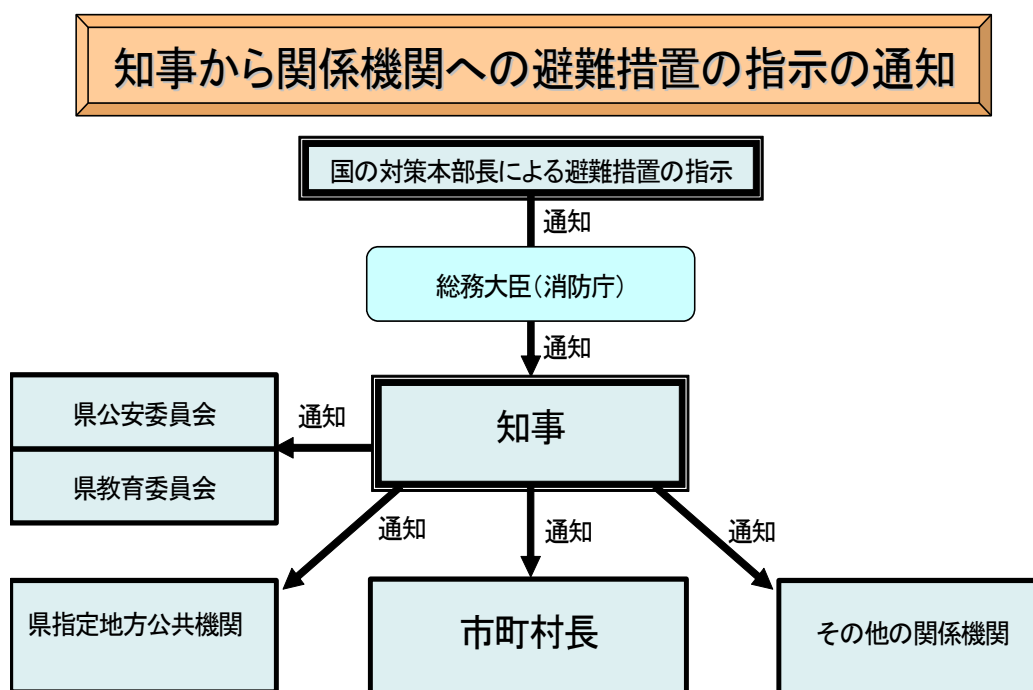 知事から関係機関への避難措置の指示の通知
国の対策本部長による避難措置の指示
通知
総務大臣（消防庁）
通知
知事
通知
県公安委員会
県教育委員会
通知
通知
通知
県指定地方公共機関
市町村長
その他の関係機関